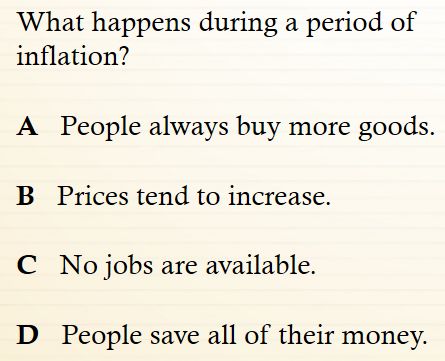 What happens during a period of
inflation?
A People always buy more goods.
B Prices tend to increase.
C No jobs are available.
D People save all of their money.